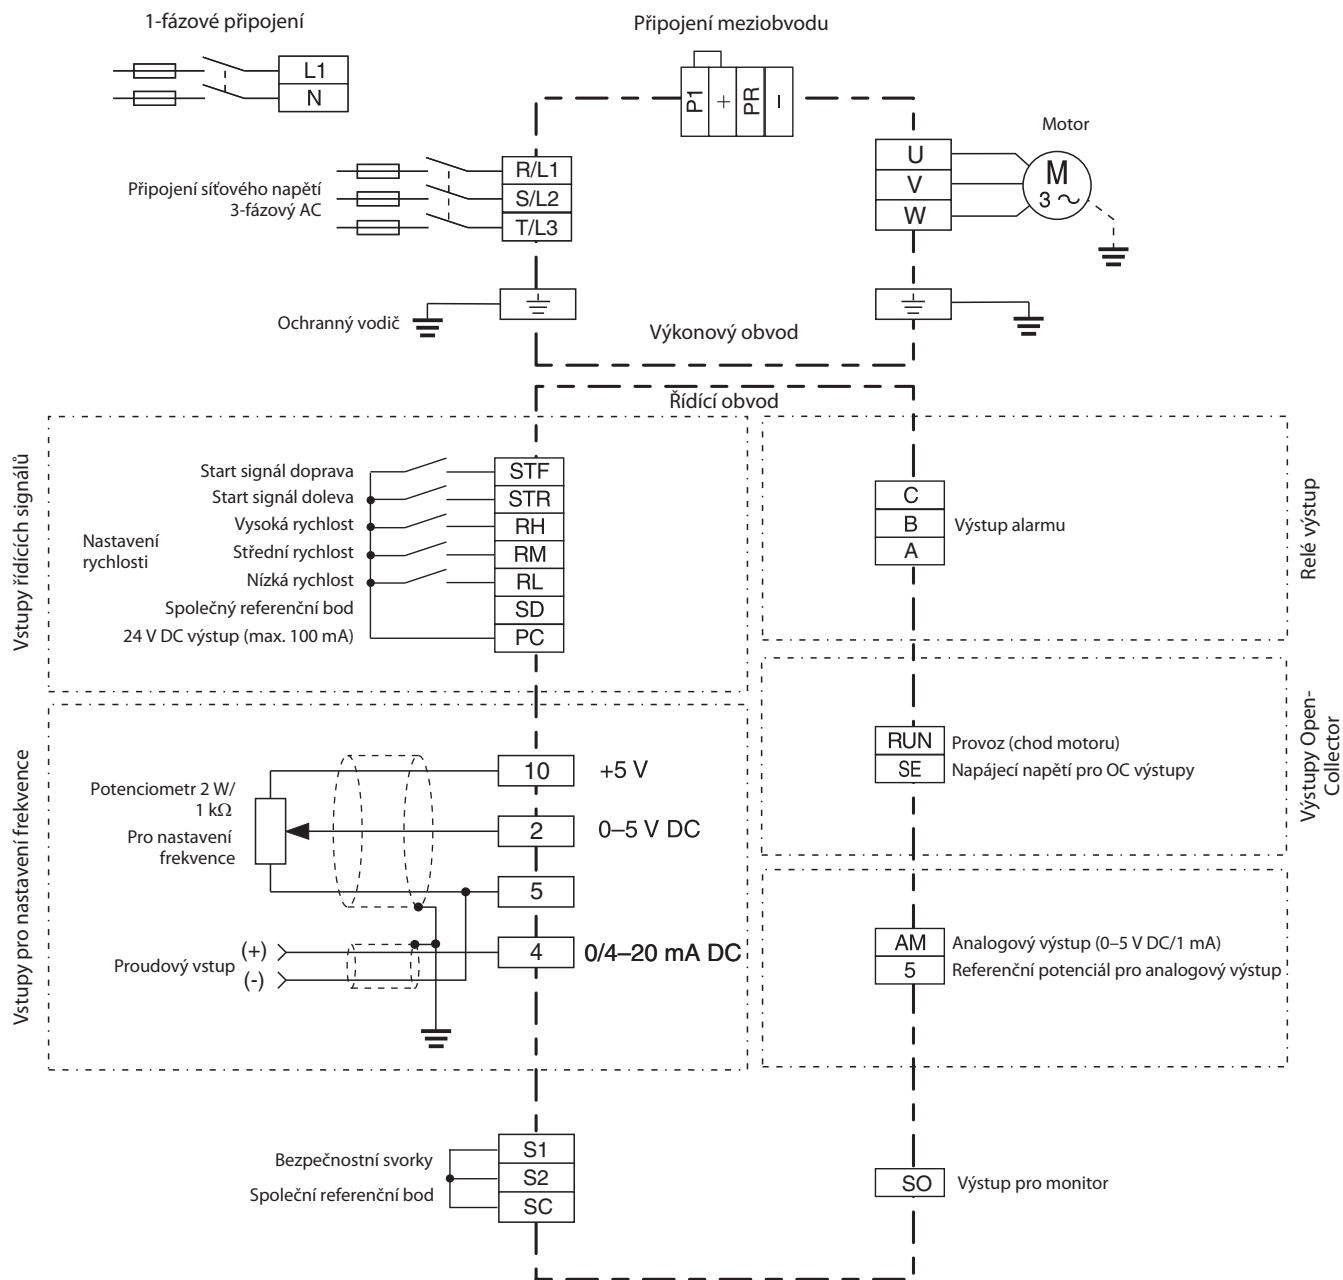 1-fázové připojení
L1
N
Připojení meziobvodu
P1
+
PR
–
Připojení síťového napětí
3-fázový AC
R/L1
S/L2
T/L3
U
V
W
Motor
M
3 ~
Ochranný vodič
Výkonový obvod
Řídící obvod
Vstupy řídících signálů
Nastavení
rychlosti
Start signál doprava
Start signál doleva
Vysoká rychlost
Střední rychlost
Nízká rychlost
Společný referenční bod
24 V DC výstup (max. 100 mA)
STF
STR
RH
RM
RL
SD
PC
C
B
A
Výstup alarmu
Relé výstup
Vstupy pro nastavení frekvence
Potenciometr 2 W/
1 kΩ
Pro nastavení
frekvence
10
+5 V
2
0–5 V DC
5
4
0/4–20 mA DC
Proudový vstup
(+)
(-)
RUN
Provoz (chod motoru)
SE
Napájecí napětí pro OC výstupy
Výstupy Open-
Collector
AM
Analogový výstup (0–5 V DC/1 mA)
5
Referenční potenciál pro analogový výstup
Bezpečnostní svorky
Společní referenční bod
S1
S2
SC
SO
Výstup pro monitor